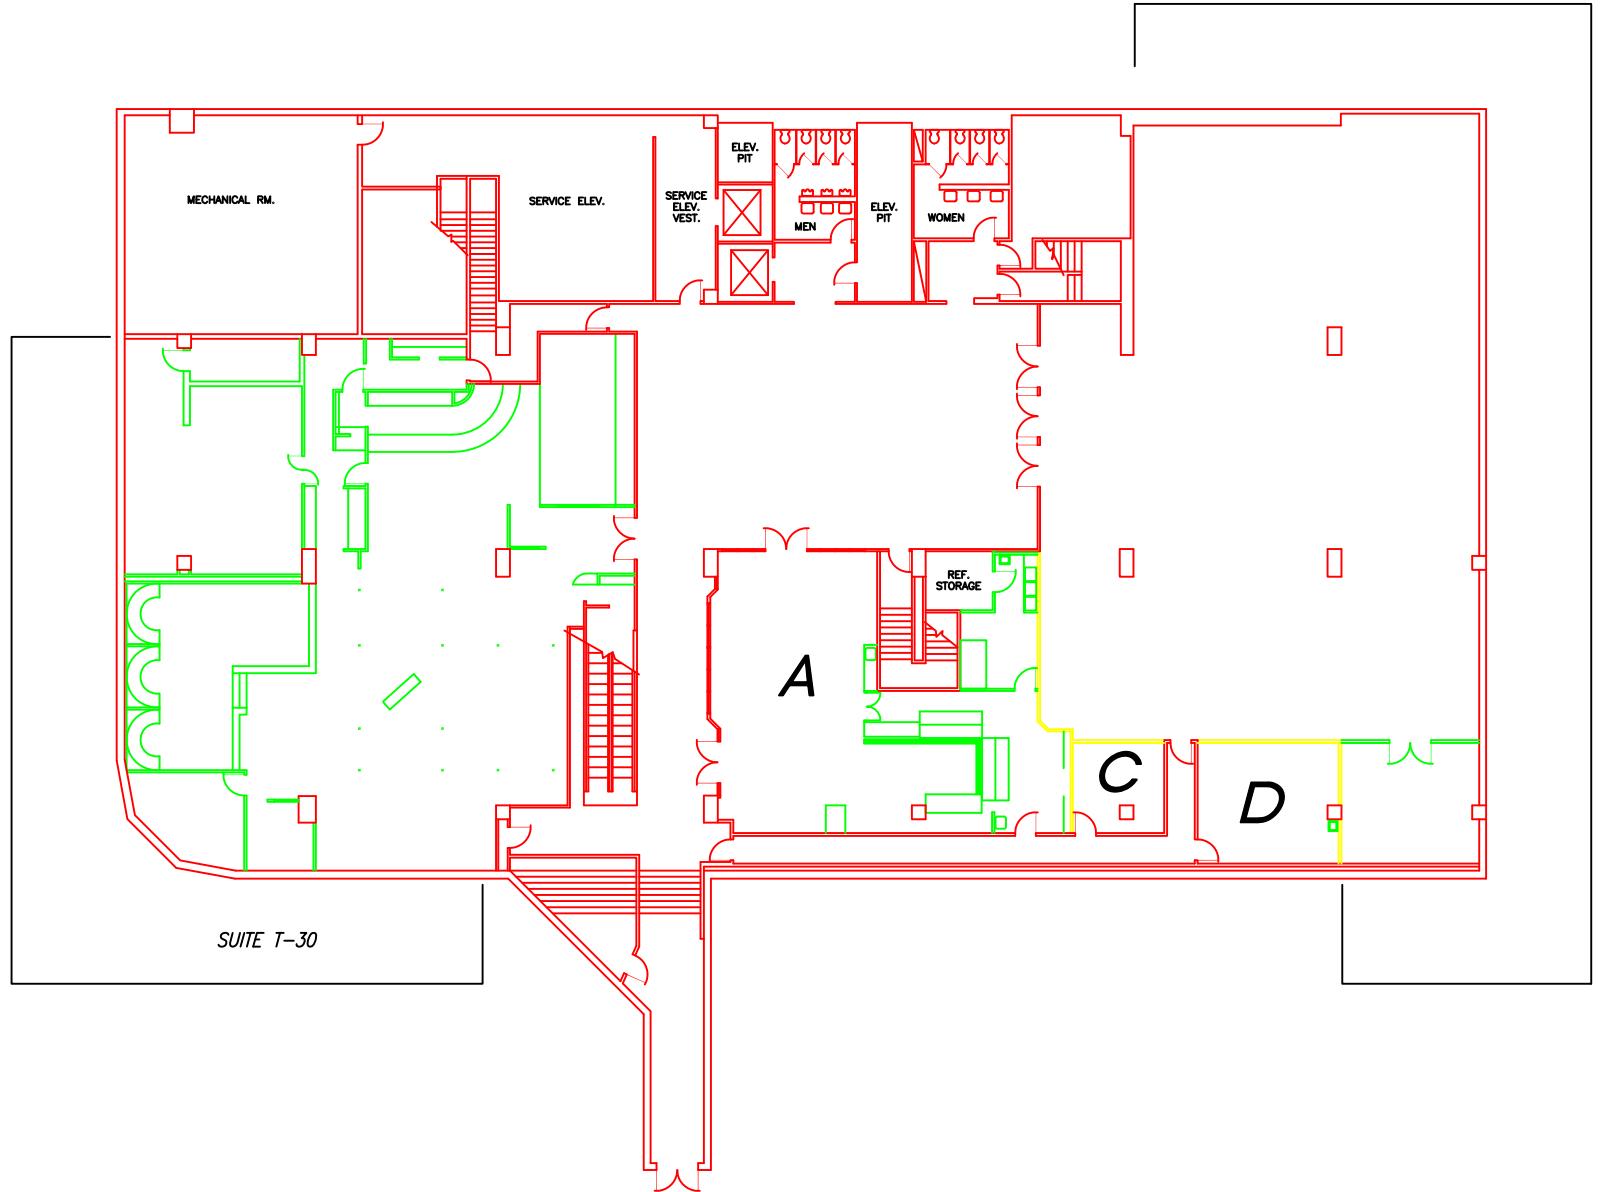 MECHANICAL RM.
SERVICE ELEV.
SERVICE
ELEV.
VEST.
ELEV.
PIT
MEN
ELEV.
PIT
WOMEN
REF.
STORAGE
A
C
D
SUITE T-30